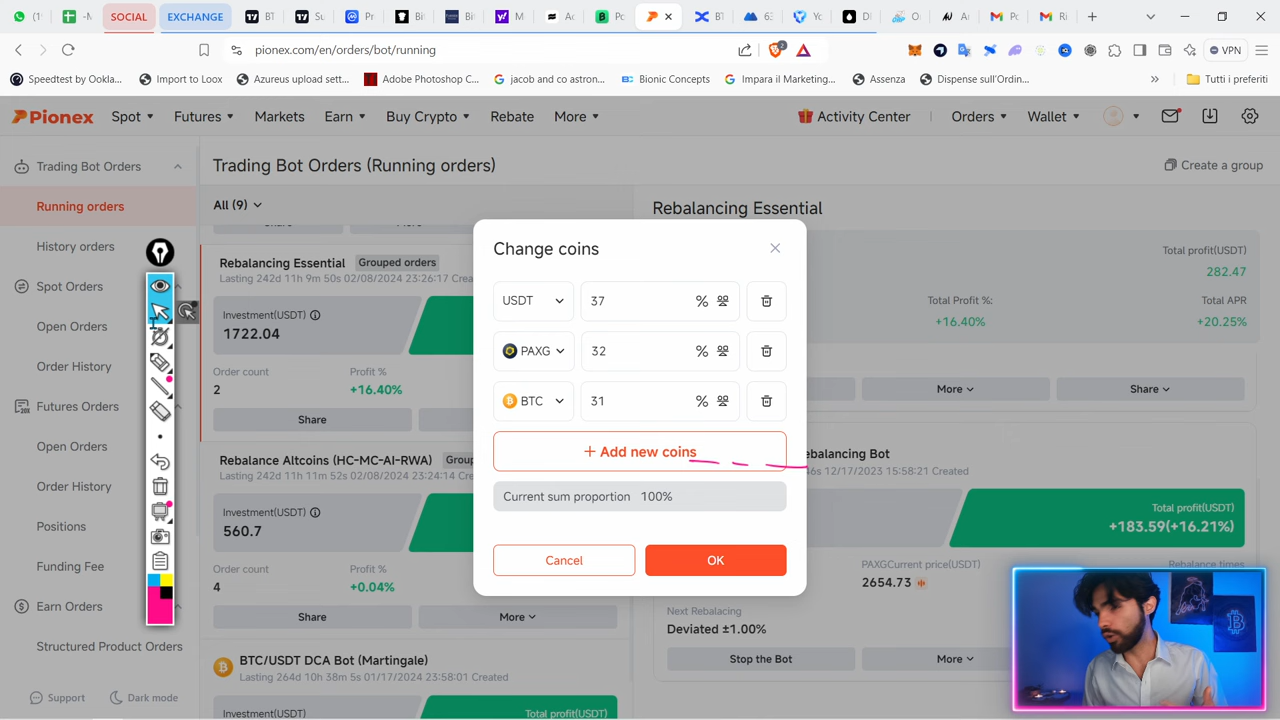 SOCIAL
EXCHANGE
pionex.com/en/orders/bot/running
VPN
Speedtest by Ookla...
Import to Loox
Azureus upload sett...
Adobe Photoshop C...
jacob and co astron...
Bionic Concepts
Impara il Marketing...
Assenza
Dispense sull'Ordin...
Tutti i preferiti
Pionex
Spot
Futures
Markets
Earn
Buy Crypto
Rebate
More
Activity Center
Orders
Wallet
Trading Bot Orders
Running orders
History orders
Spot Orders
Open Orders
Order History
Futures Orders
Open Orders
Order History
Positions
Funding Fee
Earn Orders
Structured Product Orders
Support
Dark mode
Trading Bot Orders (Running orders)
Create a group
All (9)
Share
More
Rebalancing Essential
Grouped orders
Lasting 242d 11h 9m 50s 02/08/2024 23:26:17 Crea
Investment(USDT)
1722.04
Order count
2
Profit %
+16.40%
Share
Rebalance Altcoins (HC-MC-AI-RWA)
Lasting 242d 11h 11m 52s 02/08/2024 23:24:14 Crea
Investment(USDT)
560.7
Order count
4
Profit %
+0.04%
Share
More
BTC/USDT DCA Bot (Martingale)
Lasting 264d 10h 38m 5s 01/17/2024 23:58:01 Created
Investment(USDT)
Total profit(USDT)
Change coins
USDT
37
%
PAXG
32
%
BTC
31
%
+ Add new coins
Current sum proportion 100%
Cancel
OK
Rebalancing Essential
Total profit(USDT)
282.47
Total Profit %:
+16.40%
Total APR
+20.25%
More
Share
ebalancing Bot
46s 12/17/2023 15:58:21 Created
Total profit(USDT)
+183.59(+16.21%)
PAXGCurrent price(USDT)
2654.73
Rebalance times
Next Rebalacing
Deviated ±1.00%
Stop the Bot
More